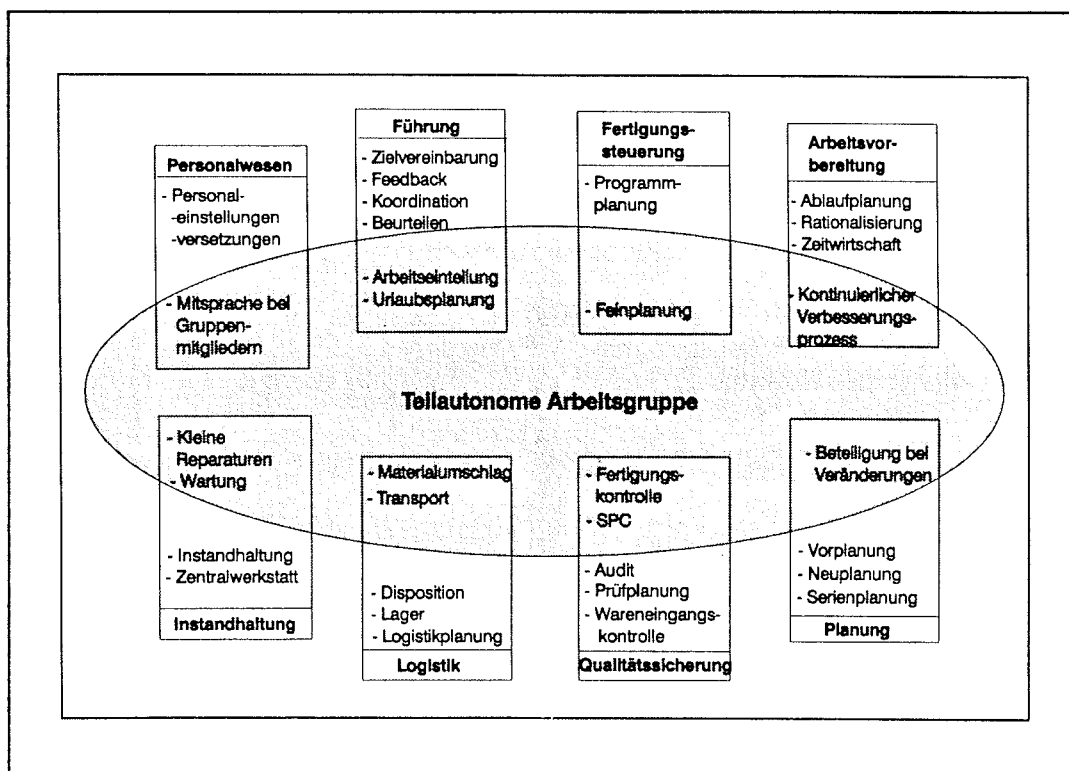 Personalwesen
- Personal-
-einstellungen
-versetzungen
- Mitsprache bei
Gruppen-
mitgliedern
Führung
- Zielvereinbarung
- Feedback
- Koordination
- Beurteilen
- Arbeitseinteilung
- Urlaubsplanung
Fertigungs-
steuerung
- Programm-
planung
- Feinplanung
Arbeitsvor-
bereitung
- Ablaufplanung
- Rationalisierung
- Zeitwirtschaft
- Kontinuierlicher
Verbesserungs-
prozess
Teilautonome Arbeitsgruppe
- Kleine
Reparaturen
- Wartung
- Instandhaltung
- Zentralwerkstatt
Instandhaltung
- Materialumschlag
- Transport
- Disposition
- Lager
- Logistikplanung
Logistik
- Fertigungs-
kontrolle
- SPC
- Audit
- Prüfplanung
- Wareneingangs-
kontrolle
Qualitätssicherung
- Beteiligung bei
Veränderungen
- Vorplanung
- Neuplanung
- Serienplanung
Planung